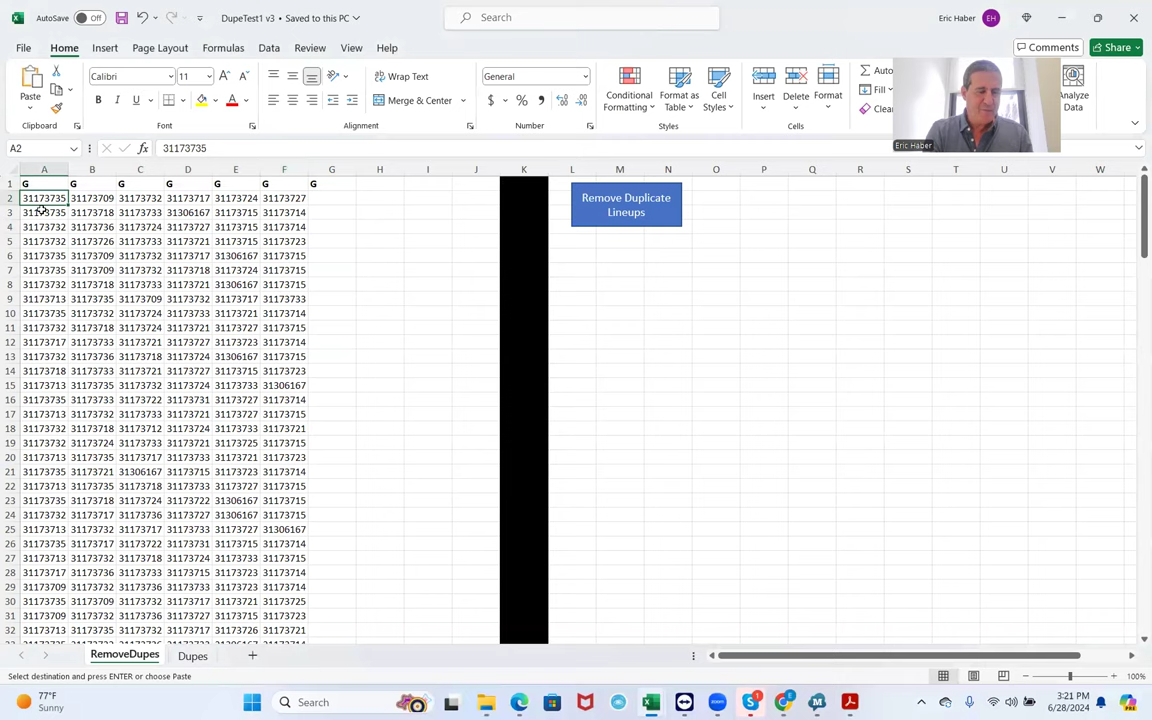 AutoSave Off DupeTest1 v3 • Saved to this PC Search Eric Haber EH
File Home Insert Page Layout Formulas Data Review View Help Comments Share
Paste Calibri 11 Wrap Text General Conditional Formatting Format as Table Cell Styles Insert Delete Format Auto Fill Clea Analyze Data
B I U Merge & Center $ %
Clipboard Font Alignment Number Styles Cells
Eric Haber
A2 fx 31173735
A B C D E F G H I J K L M N O P Q R S T U V W
1 G G G G G G G
2 31173735 31173709 31173732 31173717 31173724 31173727
3 31173735 31173718 31173733 31306167 31173715 31173714
4 31173732 31173736 31173724 31173727 31173715 31173714
5 31173732 31173726 31173733 31173721 31173715 31173723
6 31173735 31173709 31173732 31173717 31306167 31173715
7 31173735 31173709 31173732 31173718 31173724 31173715
8 31173732 31173718 31173733 31173721 31306167 31173715
9 31173713 31173735 31173709 31173732 31173717 31173733
10 31173735 31173732 31173724 31173733 31173721 31173714
11 31173732 31173718 31173724 31173721 31173727 31173715
12 31173717 31173733 31173721 31173727 31173723 31173714
13 31173732 31173736 31173718 31173724 31306167 31173715
14 31173718 31173733 31173721 31173727 31173715 31173723
15 31173713 31173735 31173732 31173724 31173733 31306167
16 31173735 31173733 31173722 31173731 31173727 31173714
17 31173713 31173732 31173733 31173721 31173727 31173715
18 31173732 31173718 31173712 31173724 31173733 31173721
19 31173732 31173724 31173733 31173721 31173725 31173715
20 31173713 31173735 31173717 31173733 31173721 31173723
21 31173735 31173721 31306167 31173715 31173723 31173714
22 31173713 31173735 31173718 31173733 31173727 31173715
23 31173735 31173718 31173724 31173722 31306167 31173715
24 31173732 31173717 31173736 31173727 31306167 31173715
25 31173713 31173732 31173717 31173733 31173727 31306167
26 31173735 31173717 31173722 31173731 31173715 31173714
27 31173713 31173732 31173718 31173724 31173733 31173715
28 31173717 31173736 31173733 31173715 31173723 31173714
29 31173709 31173732 31173736 31173733 31173723 31173714
30 31173735 31173709 31173732 31173717 31173721 31173725
31 31173709 31173732 31173736 31173727 31173715 31173723
32 31173713 31173735 31173732 31173717 31173726 31173721
Remove Duplicate
Lineups
RemoveDupes Dupes
Select destination and press ENTER or choose Paste 100%
77°F
Sunny
Search
3:21 PM
6/28/2024